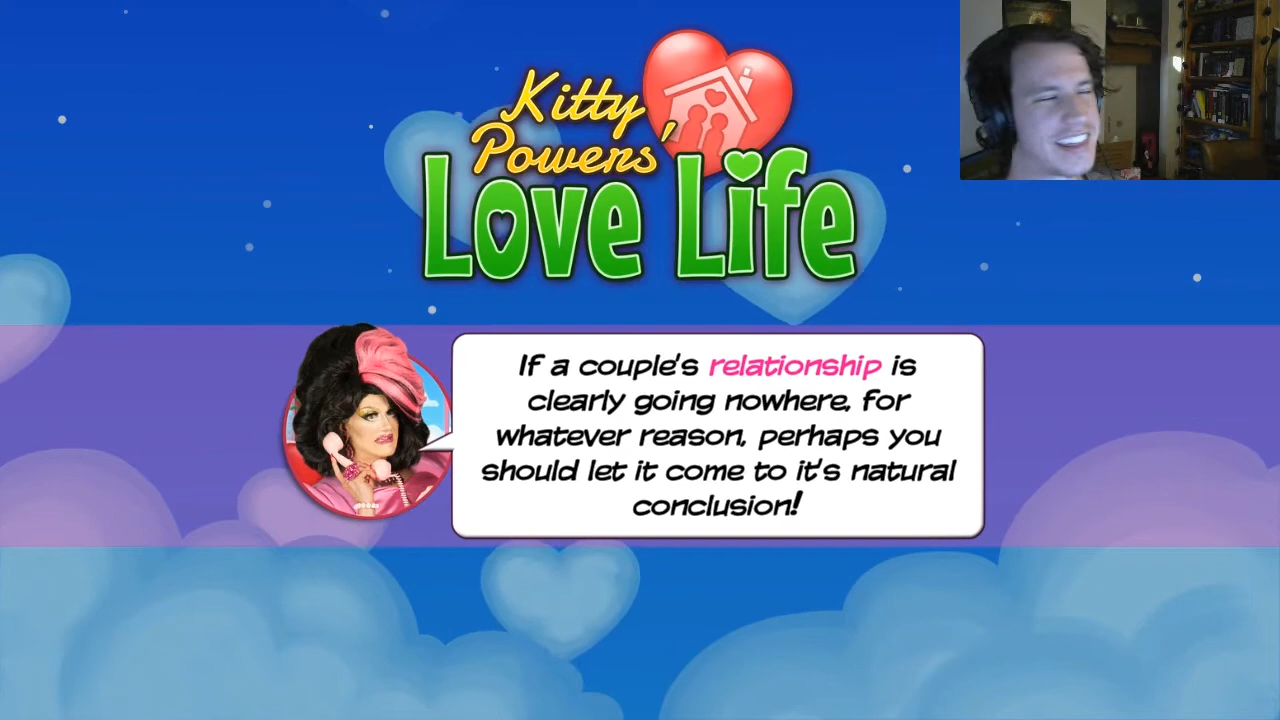 Kitty
Powers'
Love Life
If a couple's relationship is
clearly going nowhere, for
whatever reason, perhaps you
should let it come to it's natural
conclusion!